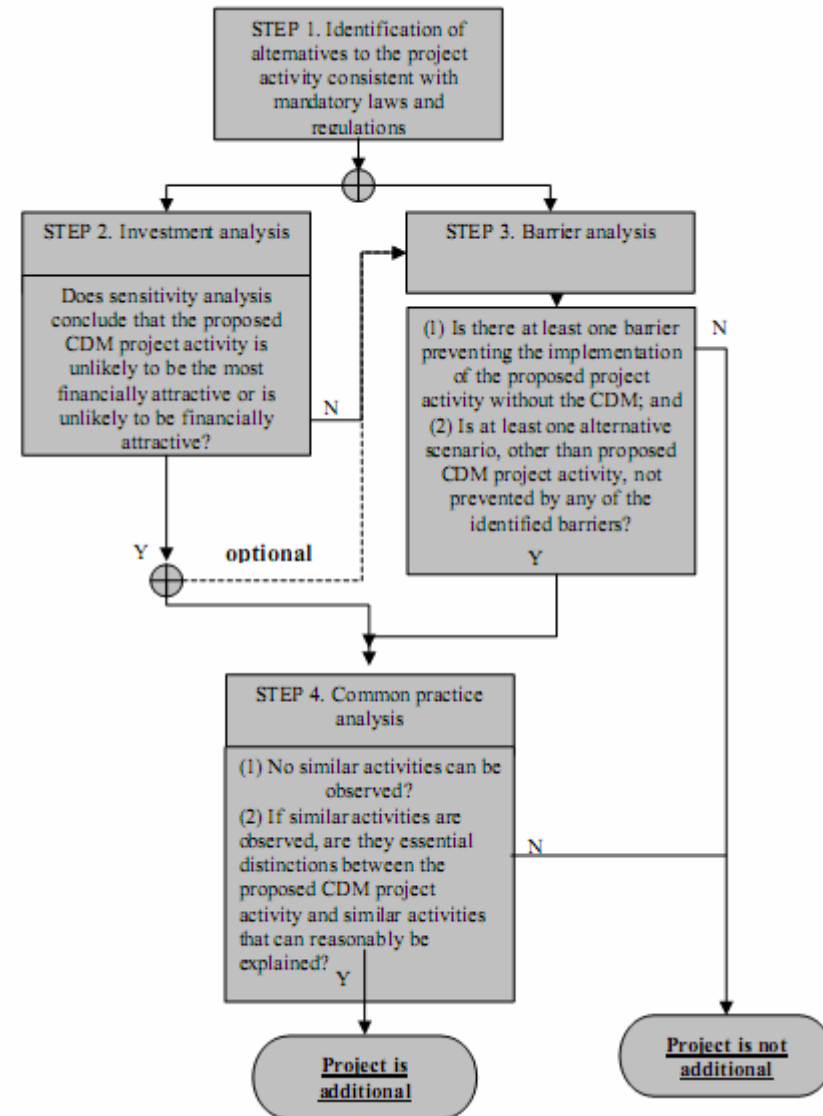 STEP 1. Identification of
alternatives to the project
activity consistent with
mandatory laws and
regulations
STEP 2. Investment analysis
Does sensitivity analysis
conclude that the proposed
CDM project activity is
unlikely to be the most
financially attractive or is
unlikely to be financially
attractive?
N
Y
optional
STEP 3. Barrier analysis
(1) Is there at least one barrier
preventing the implementation
of the proposed project
activity without the CDM; and
(2) Is at least one alternative
scenario, other than proposed
CDM project activity, not
prevented by any of the
identified barriers?
N
Y
STEP 4. Common practice
analysis
(1) No similar activities can be
observed?
(2) If similar activities are
observed, are they essential
distinctions between the
proposed CDM project
activity and similar activities
that can reasonably be
explained?
N
Y
Project is
additional
Project is not
additional